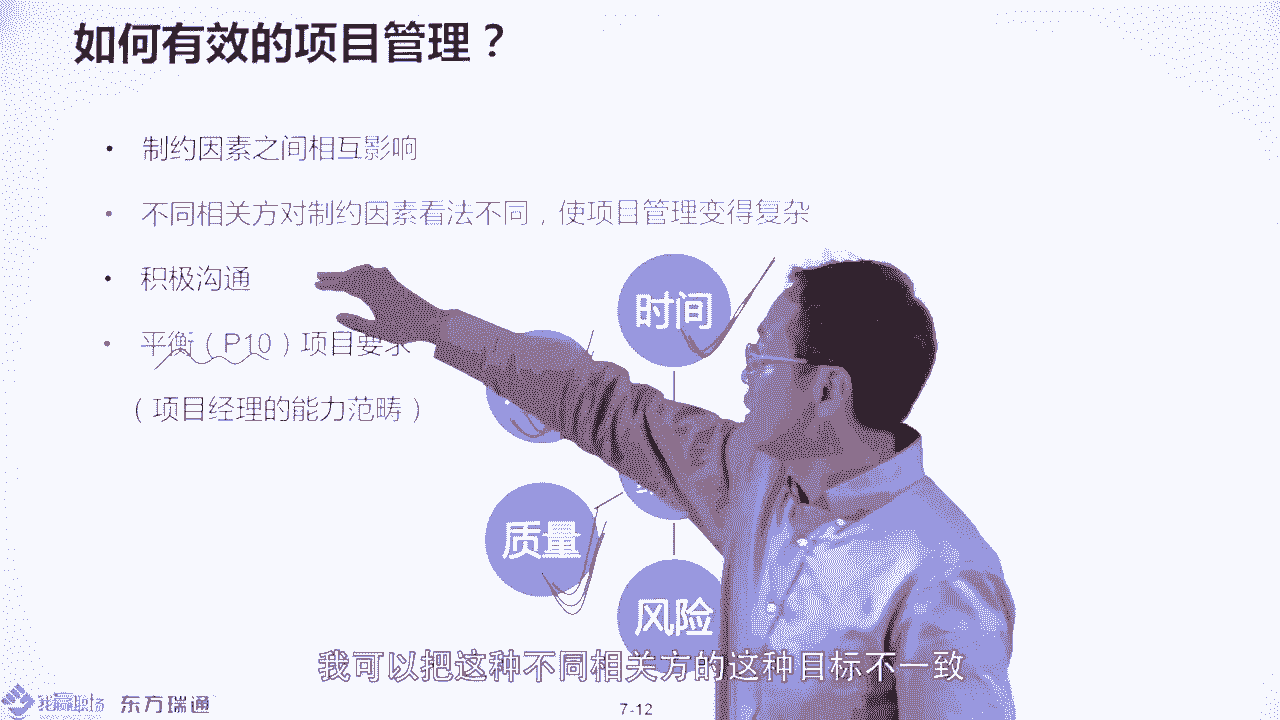 如何有效的项目管理？
• 制约因素之间相互影响
• 不同相关方对制约因素看法不同，使项目管理变得复杂
• 积极沟通
• 平衡（P10）项目要求
（项目经理的能力范畴）
时间
质量
风险
我可以把这种不同相关方的这种目标不一致
我赢职场 东方瑞通
7-12